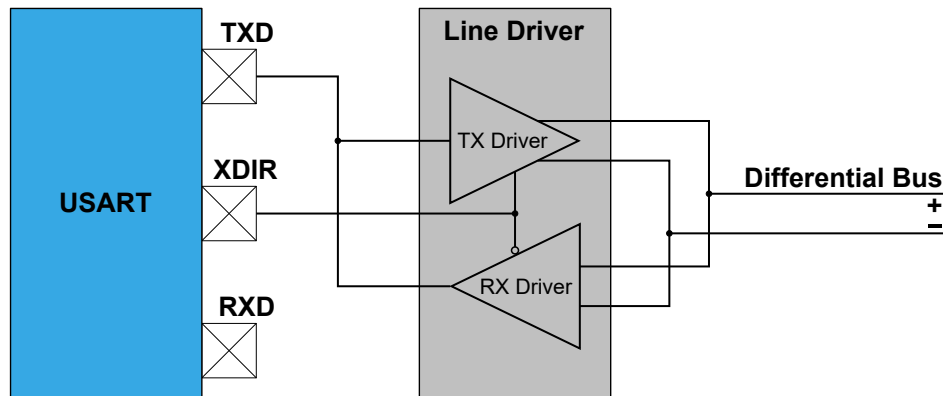 TXD
Line Driver
TX Driver
XDIR
USART
Differential Bus
+
−
RX Driver
RXD